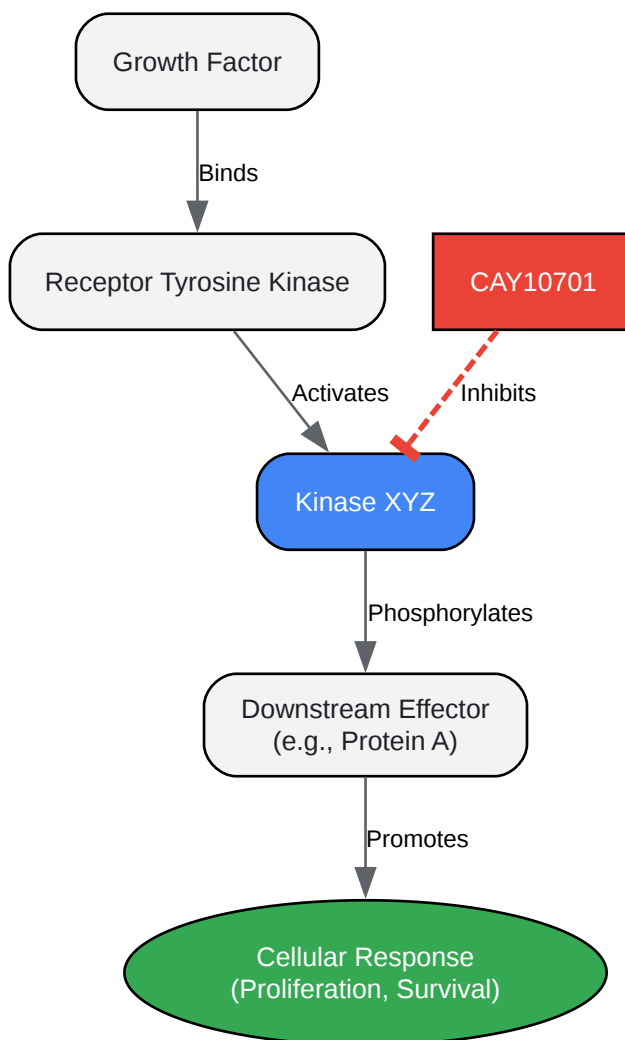 Growth Factor
Binds
Receptor Tyrosine Kinase
CAY10701
Activates
Inhibits
Kinase XYZ
Phosphorylates
Downstream Effector
(e.g., Protein A)
Promotes
Cellular Response
(Proliferation, Survival)